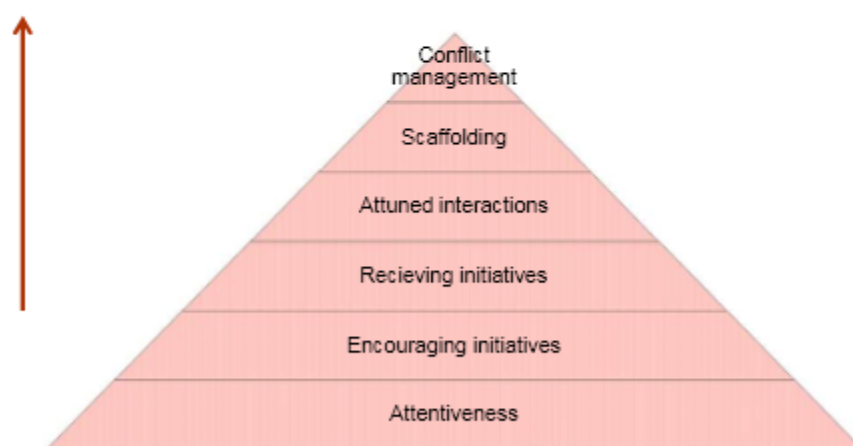 Conflict
management
Scaffolding
Attuned interactions
Recieving initiatives
Encouraging initiatives
Attentiveness